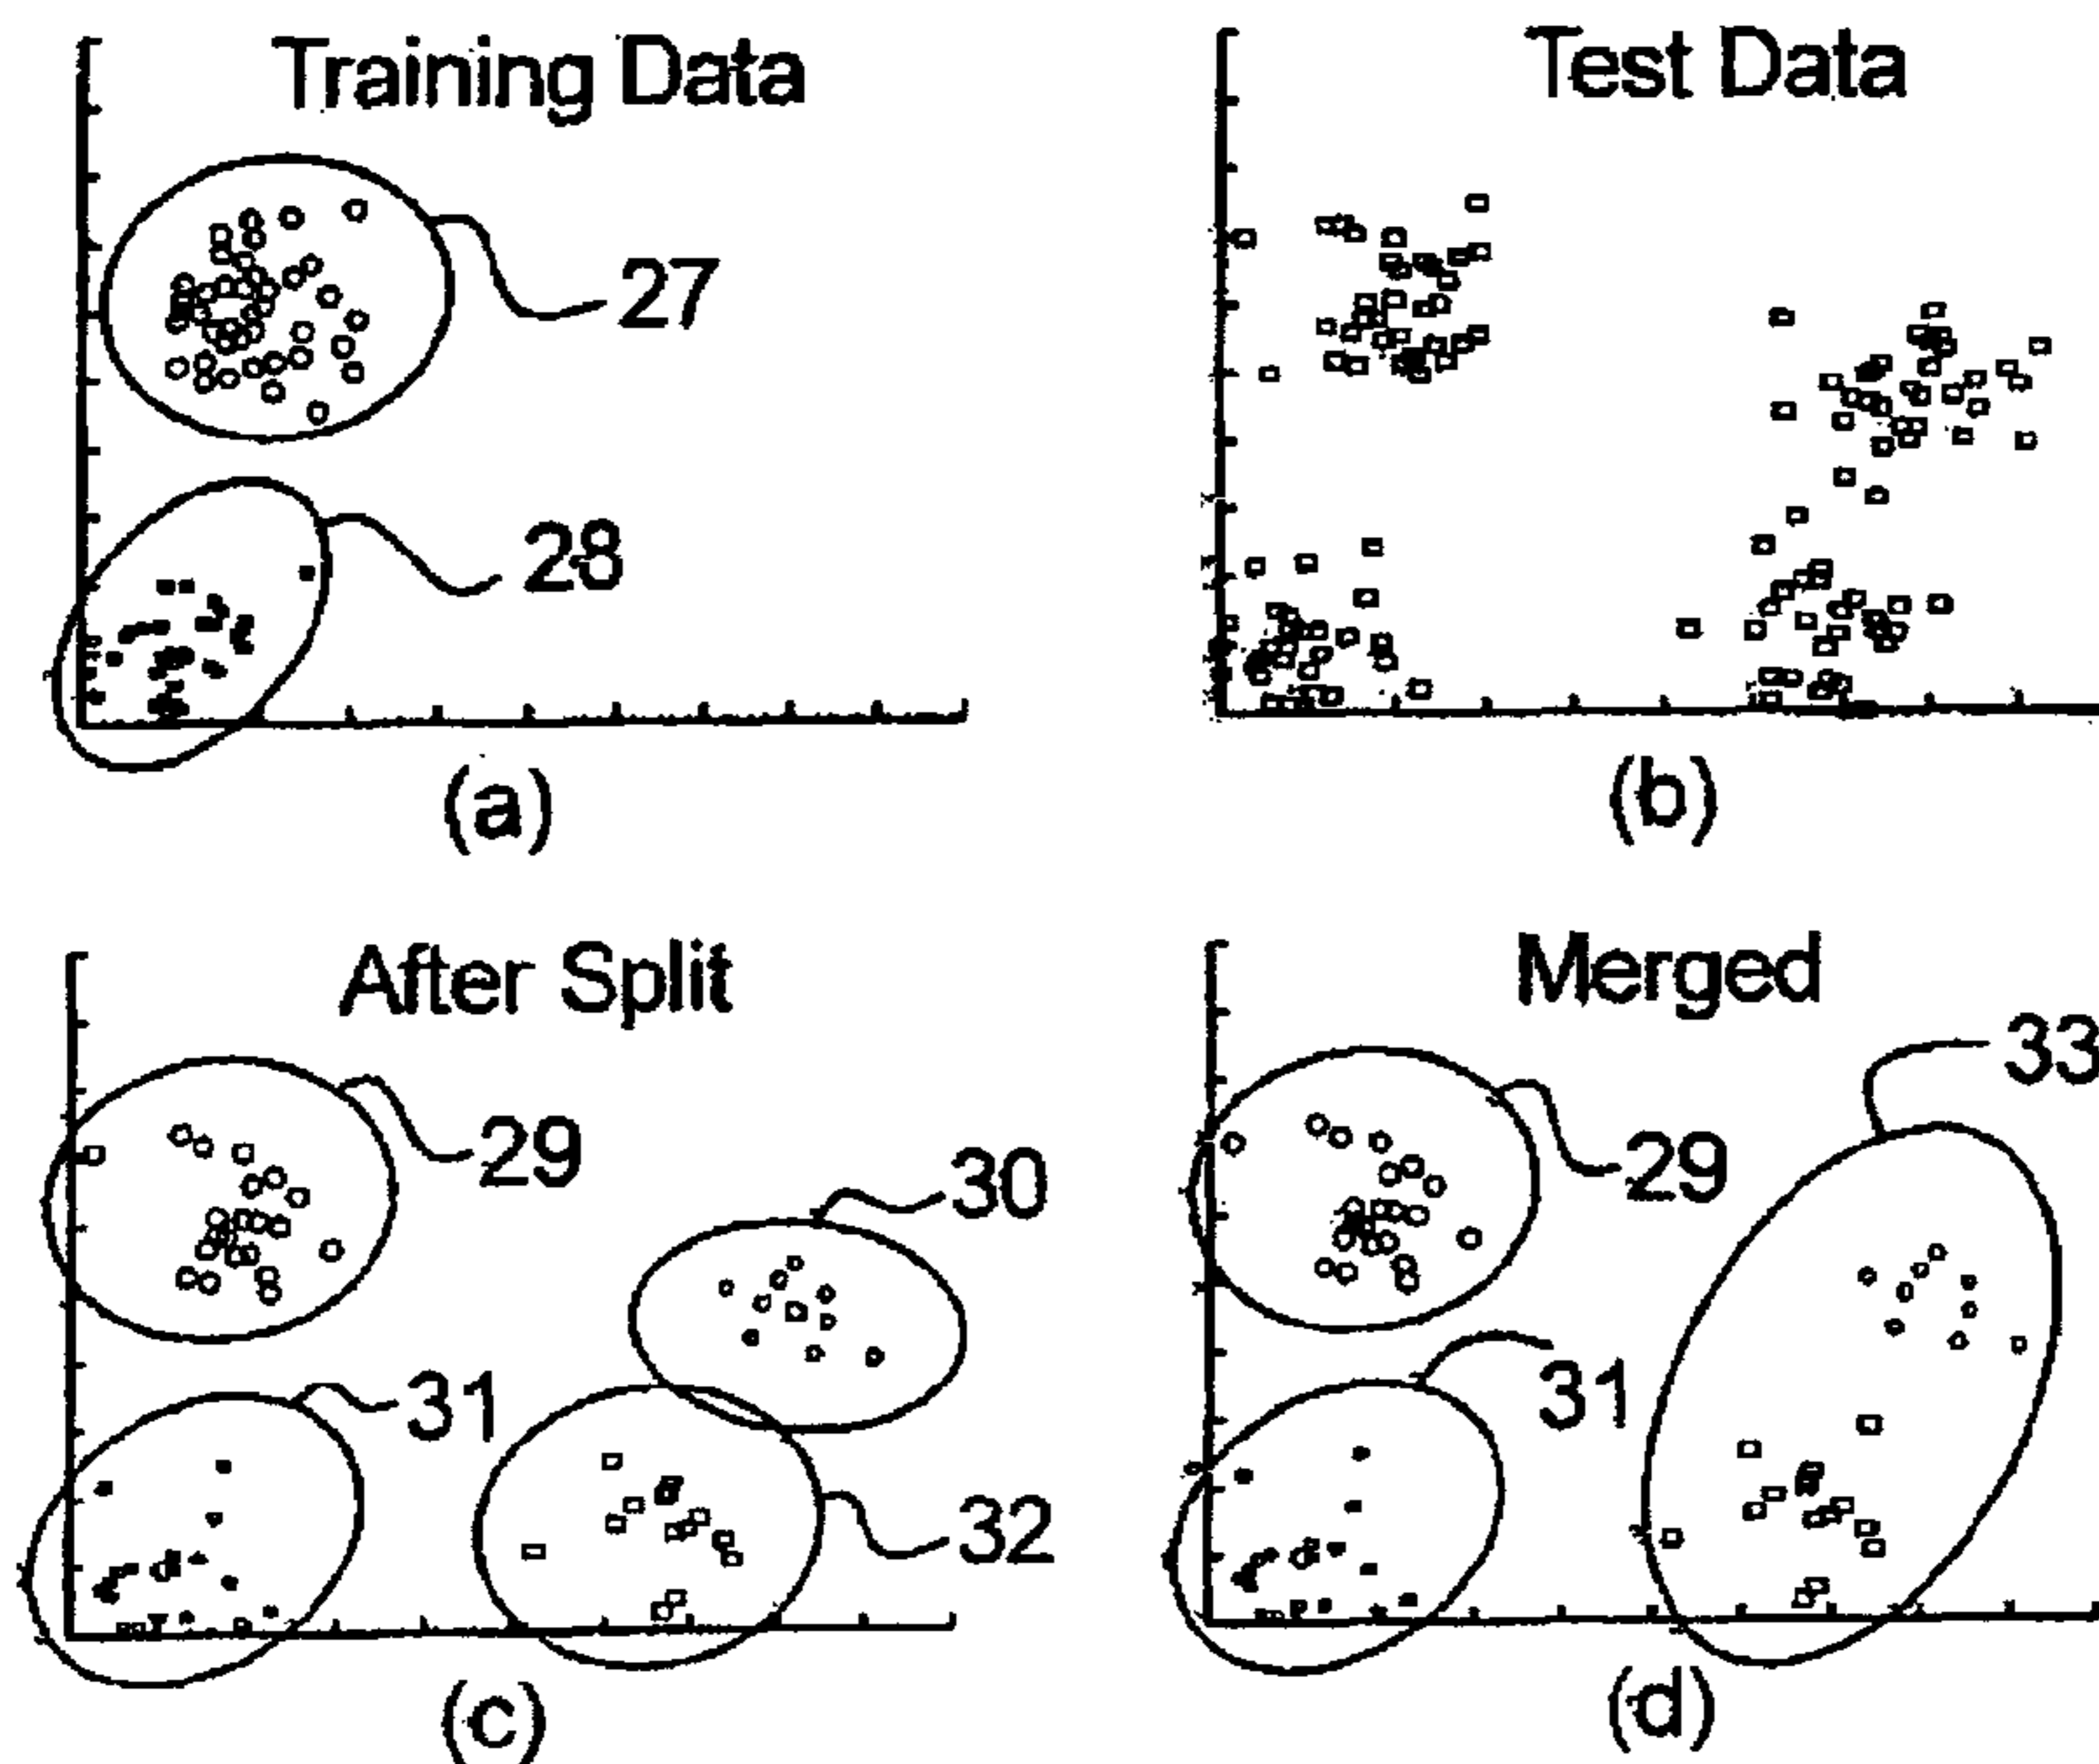 Training Data
27
28
(a)
Test Data
(b)
After Split
29
30
31
32
(c)
Merged
33
29
31
(d)